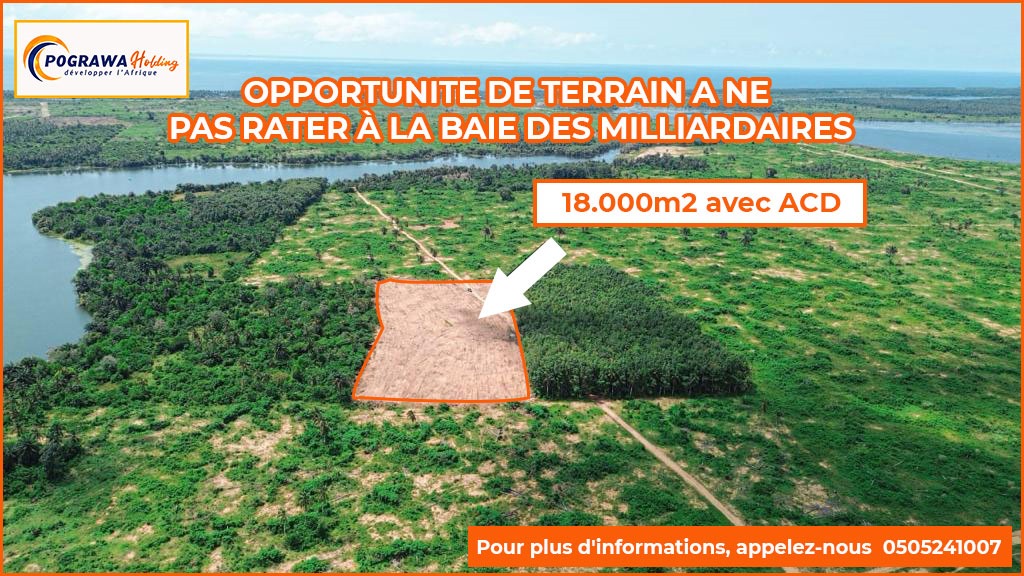 POGRAWA Holding
développer l'Afrique
OPPORTUNITE DE TERRAIN A NE
PAS RATER À LA BAIE DES MILLIARDAIRES
18.000m2 avec ACD
Pour plus d'informations, appelez-nous 0505241007